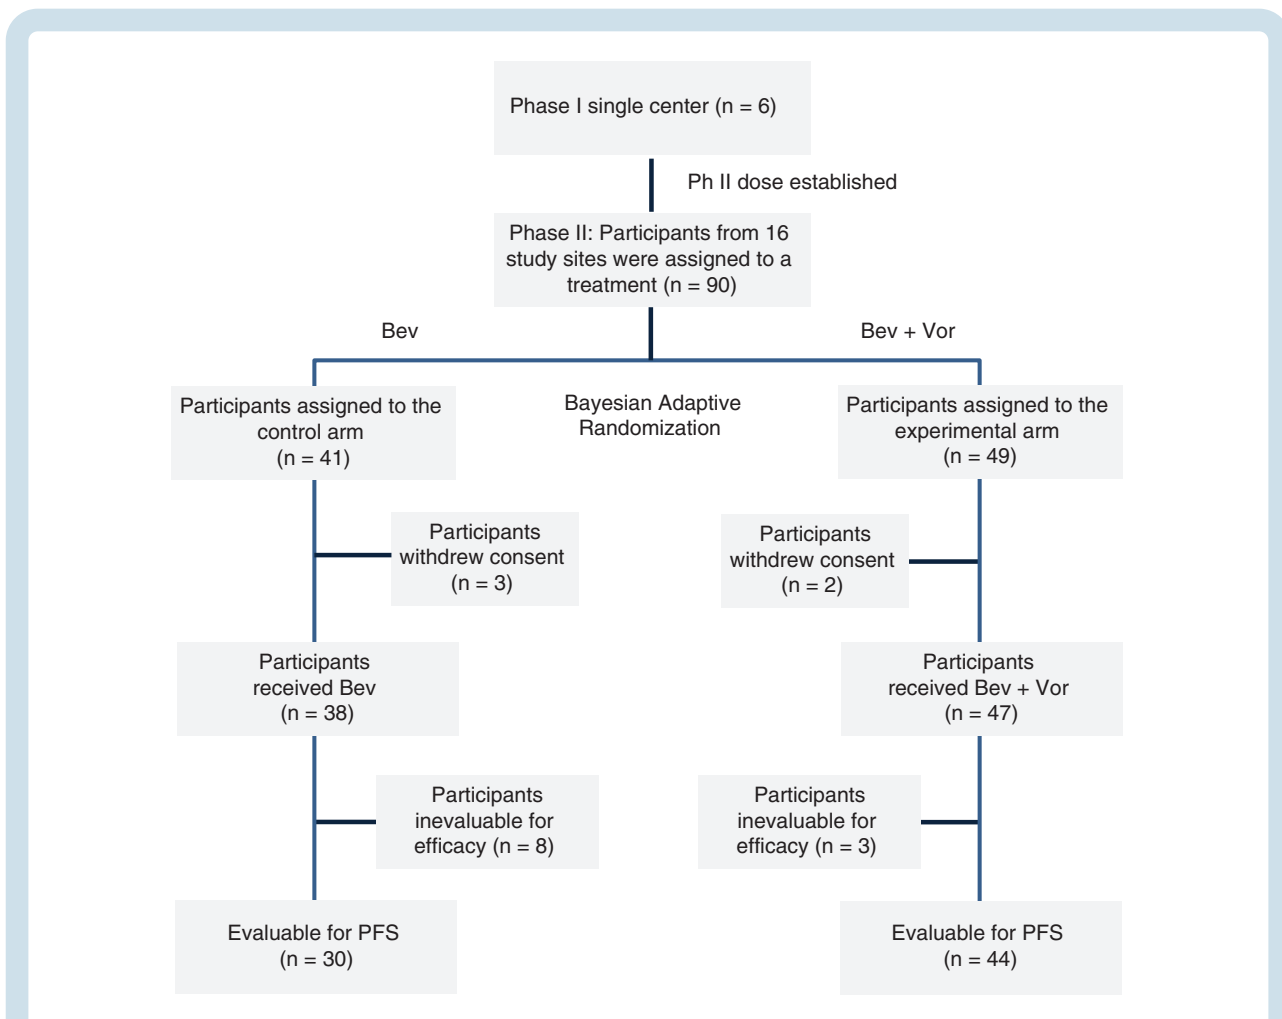 Phase I single center (n = 6)
Ph II dose established
Phase II: Participants from 16
study sites were assigned to a
treatment (n = 90)
Bev
Bev + Vor
Participants assigned to the
control arm
(n = 41)
Bayesian Adaptive
Randomization
Participants assigned to the
experimental arm
(n = 49)
Participants
withdrew consent
(n = 3)
Participants
withdrew consent
(n = 2)
Participants
received Bev
(n = 38)
Participants
received Bev + Vor
(n = 47)
Participants
inevaluable for
efficacy (n = 8)
Participants
inevaluable for
efficacy (n = 3)
Evaluable for PFS
(n = 30)
Evaluable for PFS
(n = 44)